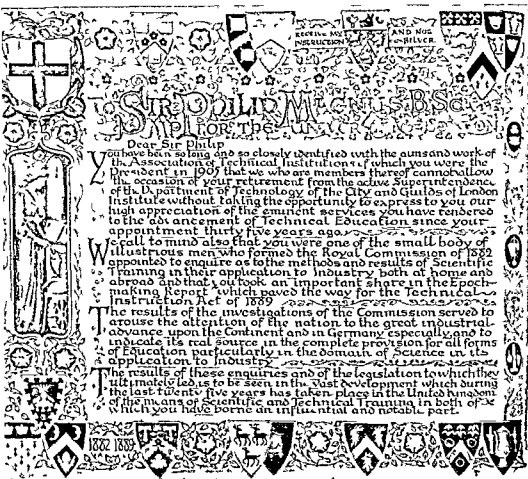 RECEIVE MY INSTRUCTION
AND NOT SILVER
TO SIR PHILIP MAGNUS. B.Sc.
M.P. FOR THE
Dear Sir Philip
You have been so long and so closely identified with the aims and work of
the Association of Technical Institutions of which you were the
President in 1905 that we who are members thereof cannot allow
the occasion of your retirement from the active Superintendence
of the Department of Technology of the City and Guilds of London
Institute without taking the opportunity to express to you our
high appreciation of the eminent services you have rendered
to the advancement of Technical Education since your
appointment thirty five years ago
We call to mind also that you were one of the small body of
illustrious men who formed the Royal Commission of 1882
appointed to enquire as to the methods and results of Scientific
Training in their application to Industry both at home and
abroad and that you took an important share in the Epoch-
making Report which paved the way for the Technical
Instruction Act of 1889
The results of the investigations of the Commission served to
arouse the attention of the nation to the great industrial
advance upon the Continent and in Germany especially and to
indicate its real source in the complete provision for all forms
of Education particularly in the domain of Science in its
application to Industry
The results of these enquiries and of the legislation to which they
ultimately led is to be seen in the vast development which during
the last twenty five years has taken place in the United Kingdom
of the means of Scientific and Technical Training in both of
which you have borne an influential and notable part.
1882 1889